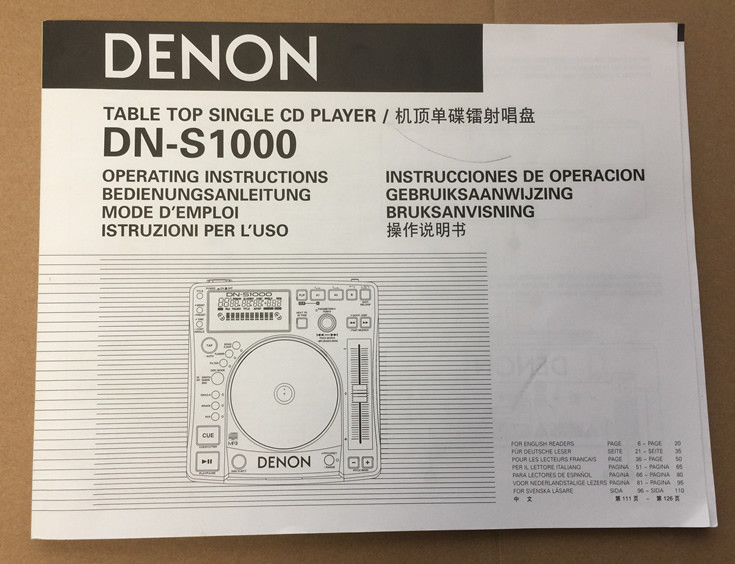 DENON
TABLE TOP SINGLE CD PLAYER / 机顶单碟镭射唱盘
DN-S1000
OPERATING INSTRUCTIONS
BEDIENUNGSANLEITUNG
MODE D'EMPLOI
ISTRUZIONI PER L'USO
INSTRUCCIONES DE OPERACION
GEBRUIKSAANWIJZING
BRUKSANVISNING
操作说明书
DN-S1000
CUE
DENON
FOR ENGLISH READERS PAGE 6 ~ PAGE 20
FÜR DEUTSCHE LESER SEITE 21 ~ SEITE 35
POUR LES LECTEURS FRANCAIS PAGE 36 ~ PAGE 50
PER IL LETTORE ITALIANO PAGINA 51 ~ PAGINA 65
PARA LECTORES DE ESPAÑOL PAGINA 66 ~ PAGINA 80
VOOR NEDERLANDSTALIGE LEZERS PAGINA 81 ~ PAGINA 95
FÖR SVENSKA LÄSARE SIDA 96 ~ SIDA 110
中 文 第 111 页 ~ 第 126 页